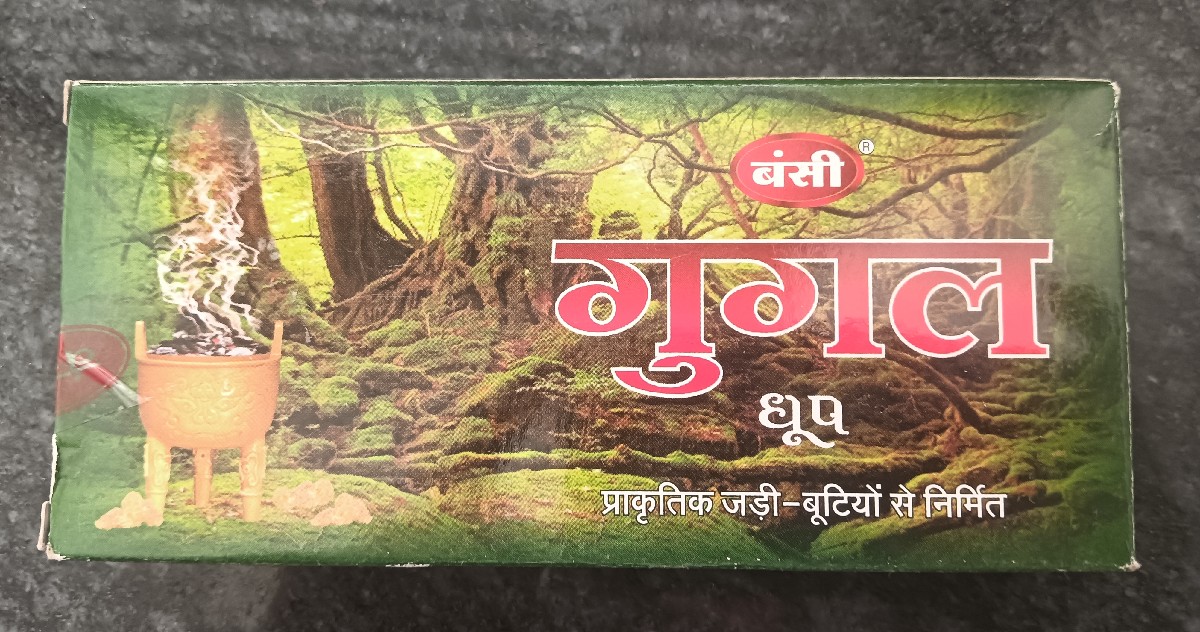 बंसी ®
गुगल
धूप
प्राकृतिक जड़ी-बूटियों से निर्मित